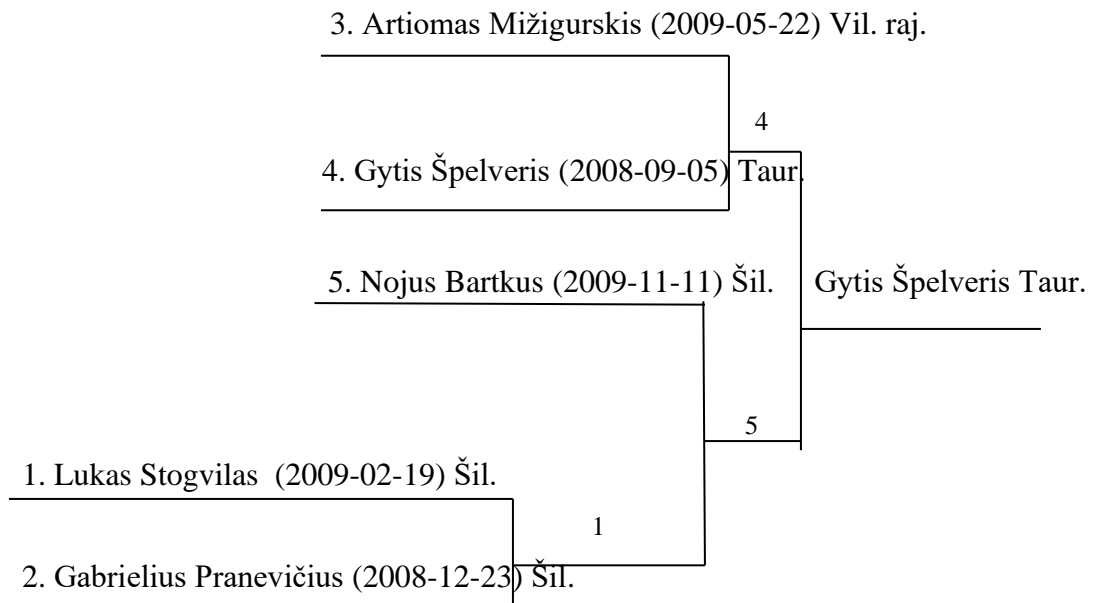 3. Artiomas Mižigurskis (2009-05-22) Vil. raj.
4
4. Gytis Špelveris (2008-09-05) Taur.
5. Nojus Bartkus (2009-11-11) Šil.
Gytis Špelveris Taur.
5
1. Lukas Stogvilas (2009-02-19) Šil.
1
2. Gabrielius Pranevičius (2008-12-23) Šil.